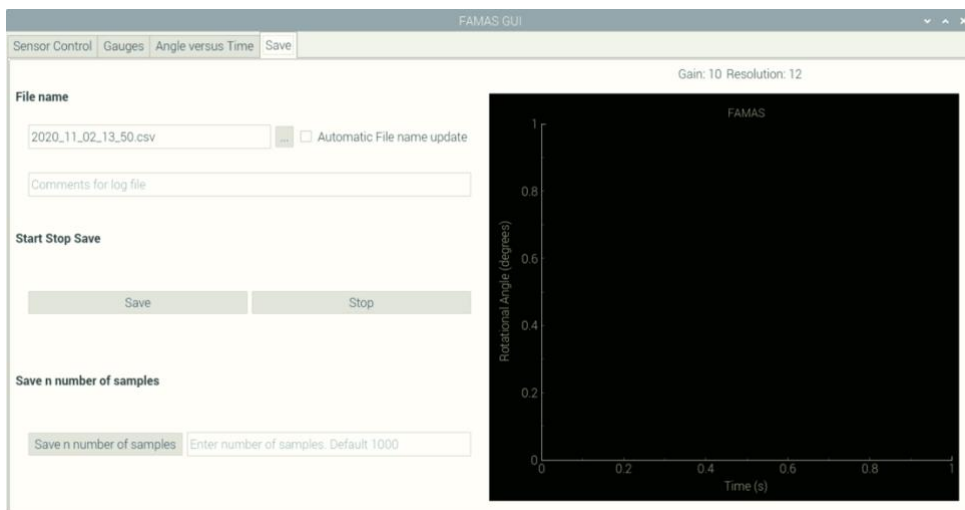 FAMAS GUI
Sensor Control Gauges Angle versus Time Save
File name
2020_11_02_13_50.csv ... Automatic File name update
Comments for log file
Start Stop Save
Save Stop
Save n number of samples
Save n number of samples Enter number of samples. Default 1000
Gain: 10 Resolution: 12
FAMAS
Rotational Angle (degrees)
1
0.8
0.6
0.4
0.2
0
0 0.2 0.4 0.6 0.8 1
Time (s)